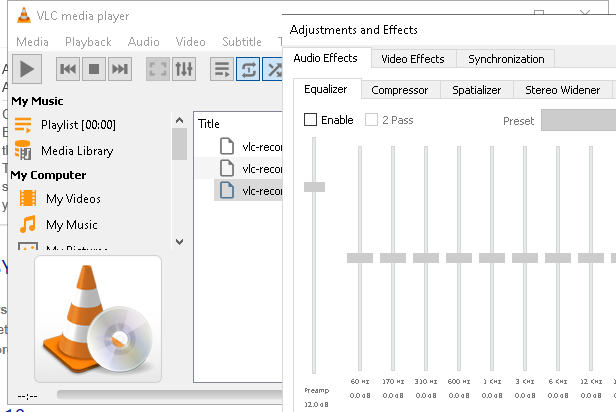 VLC media player
Media Playback Audio Video Subtitle
My Music
Playlist [00:00]
Media Library
My Computer
My Videos
My Music
My Pictures
--:--
Title
vlc-recor
vlc-recor
vlc-recor
Adjustments and Effects
Audio Effects Video Effects Synchronization
Equalizer Compressor Spatializer Stereo Widener
Enable 2 Pass Preset
60 Hz 170 Hz 310 Hz 600 Hz 1 KHz 3 KHz 6 KHz 12 KHz
Preamp 0.0 dB 0.0 dB 0.0 dB 0.0 dB 0.0 dB 0.0 dB 0.0 dB 0.0 dB
12.0 dB